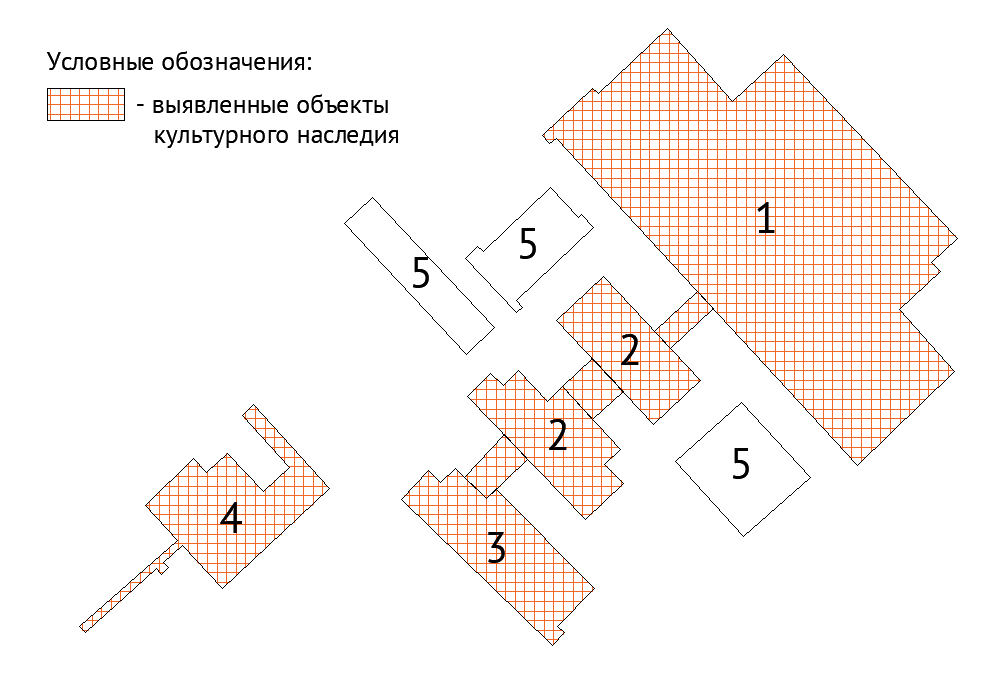 Условные обозначения:
- выявленные объекты
культурного наследия
1
5
5
2
2
5
4
3